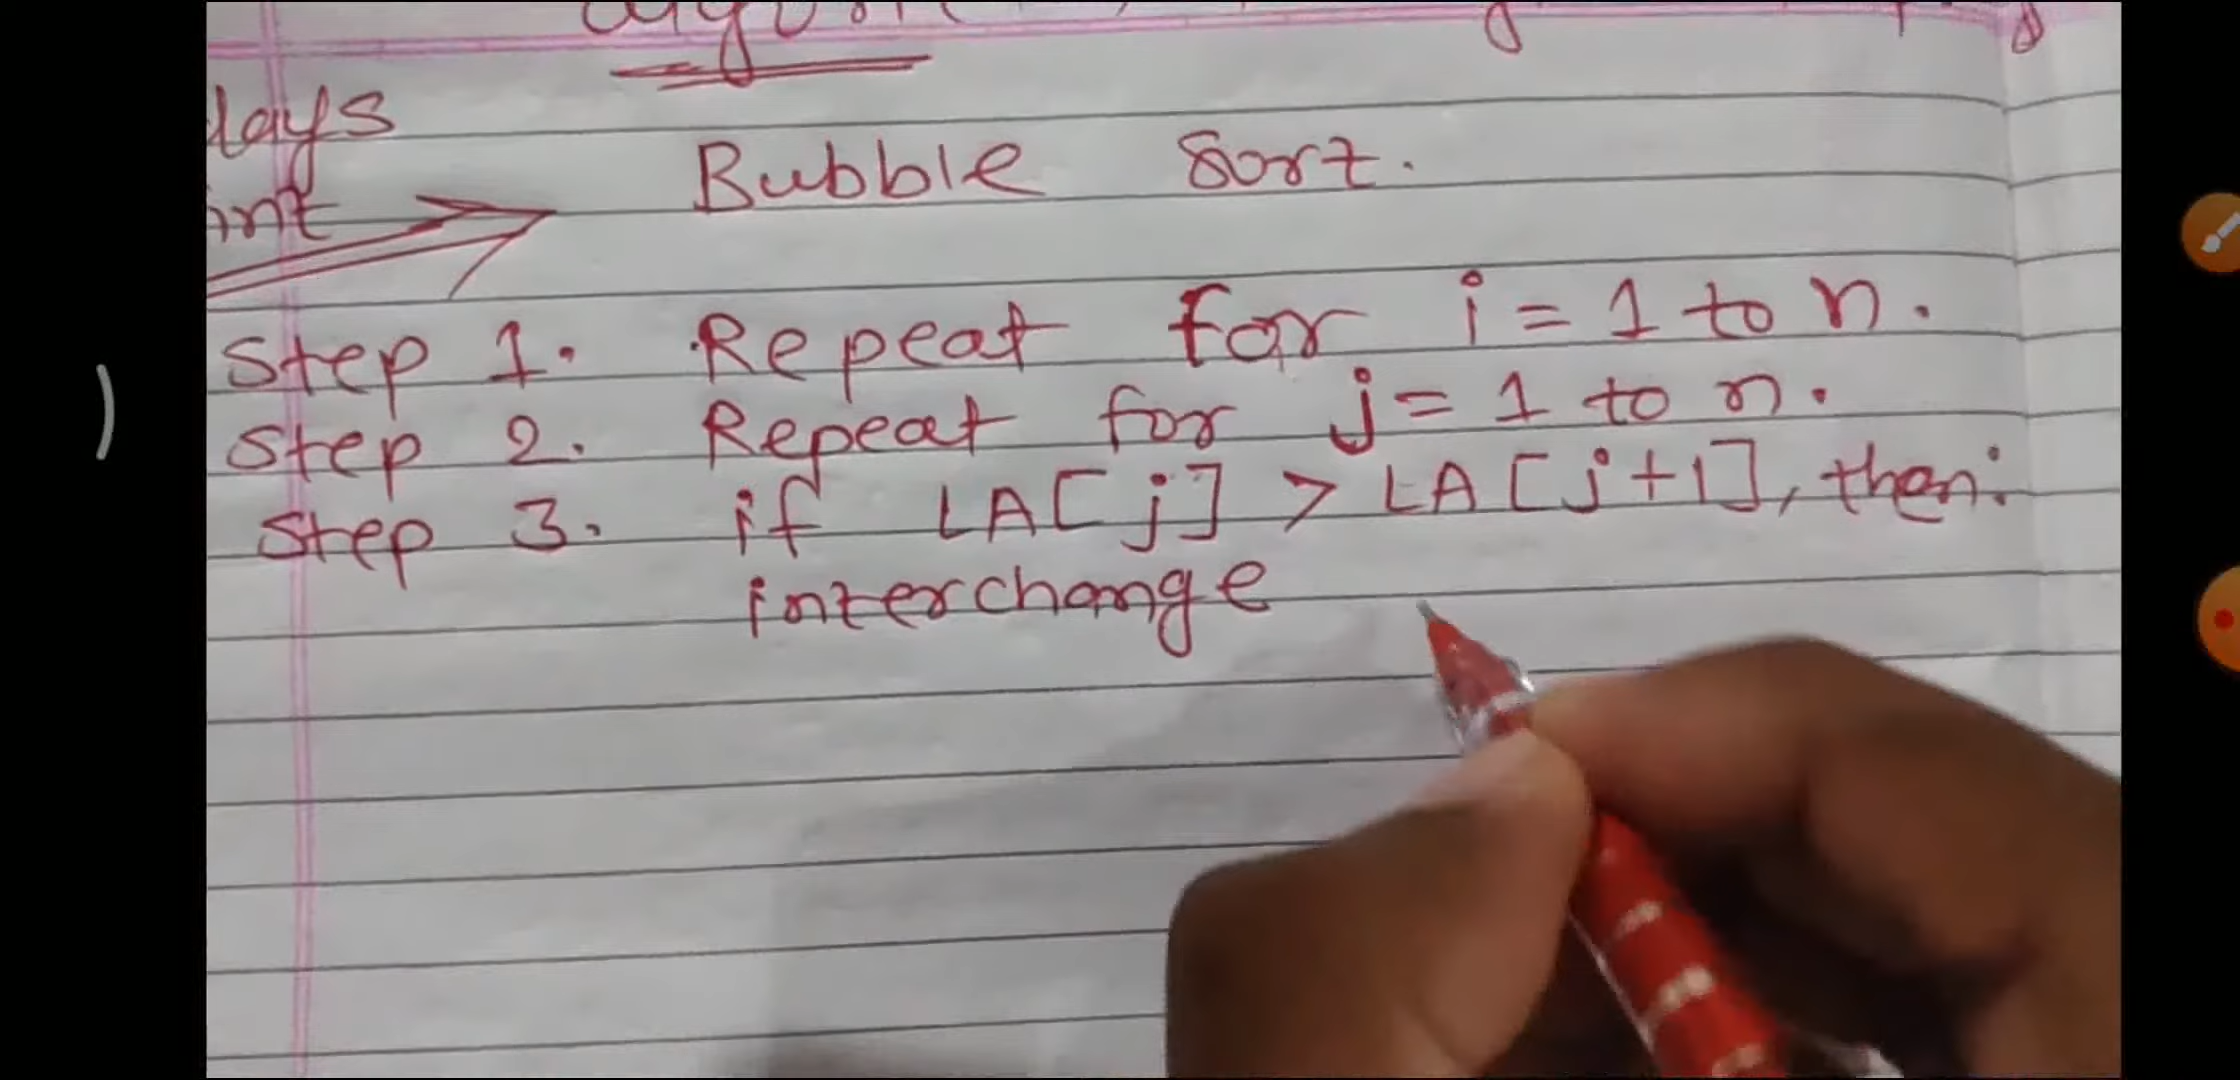 lays
int
Bubble Sort.
Step 1. Repeat for i = 1 to n.
Step 2. Repeat for j = 1 to n.
Step 3. if LA[j] > LA[j+1], then:
interchange